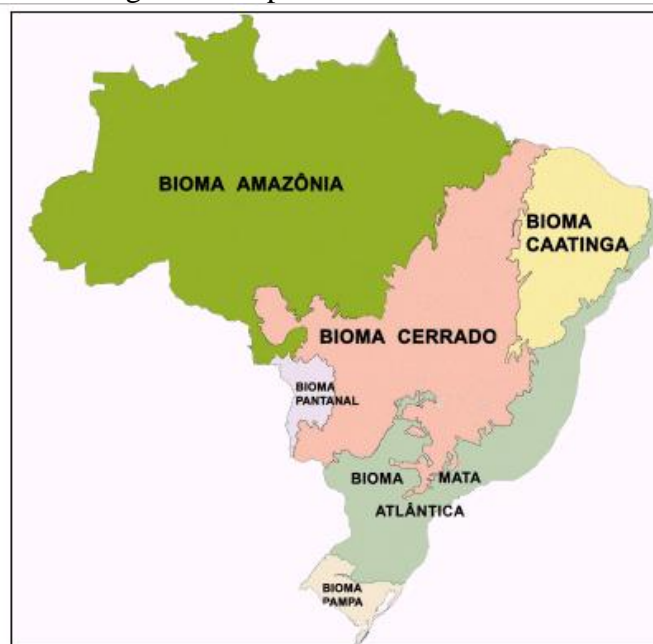 BIOMA AMAZÔNIA
BIOMA
CAATINGA
BIOMA CERRADO
BIOMA
PANTANAL
BIOMA MATA
ATLÂNTICA
BIOMA
PAMPA